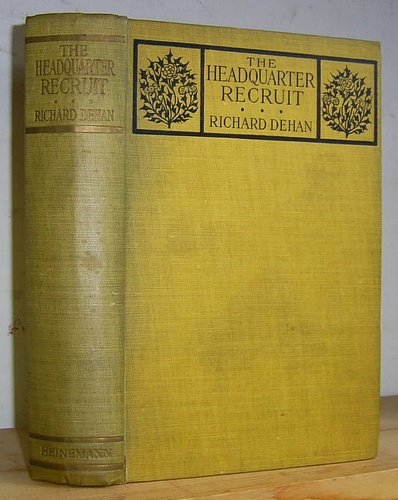 THE
HEADQUARTER
RECRUIT
RICHARD DEHAN
HEINEMANN
THE
HEADQUARTER
RECRUIT
RICHARD DEHAN